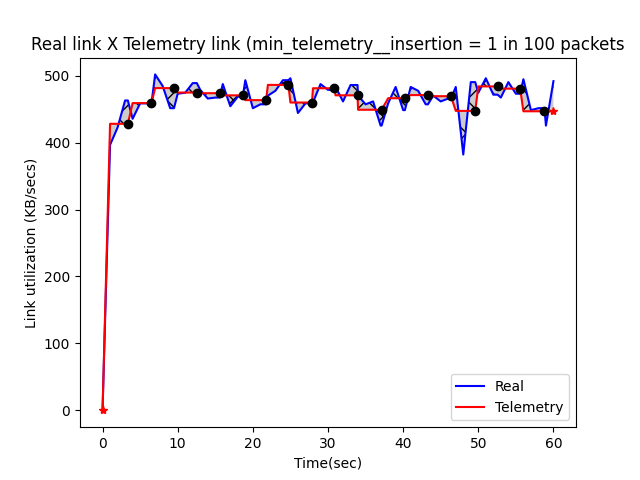 Real link X Telemetry link (min_telemetry__insertion = 1 in 100 packets
500
400
300
200
100
0
Link utilization (KB/secs)
0 10 20 30 40 50 60
Time(sec)
Real
Telemetry